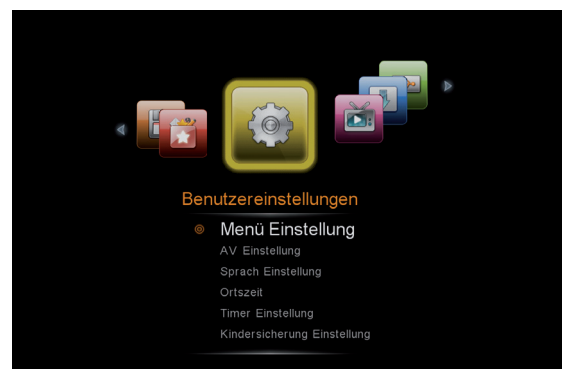 Benutzereinstellungen
Menü Einstellung
AV Einstellung
Sprach Einstellung
Ortszeit
Timer Einstellung
Kindersicherung Einstellung